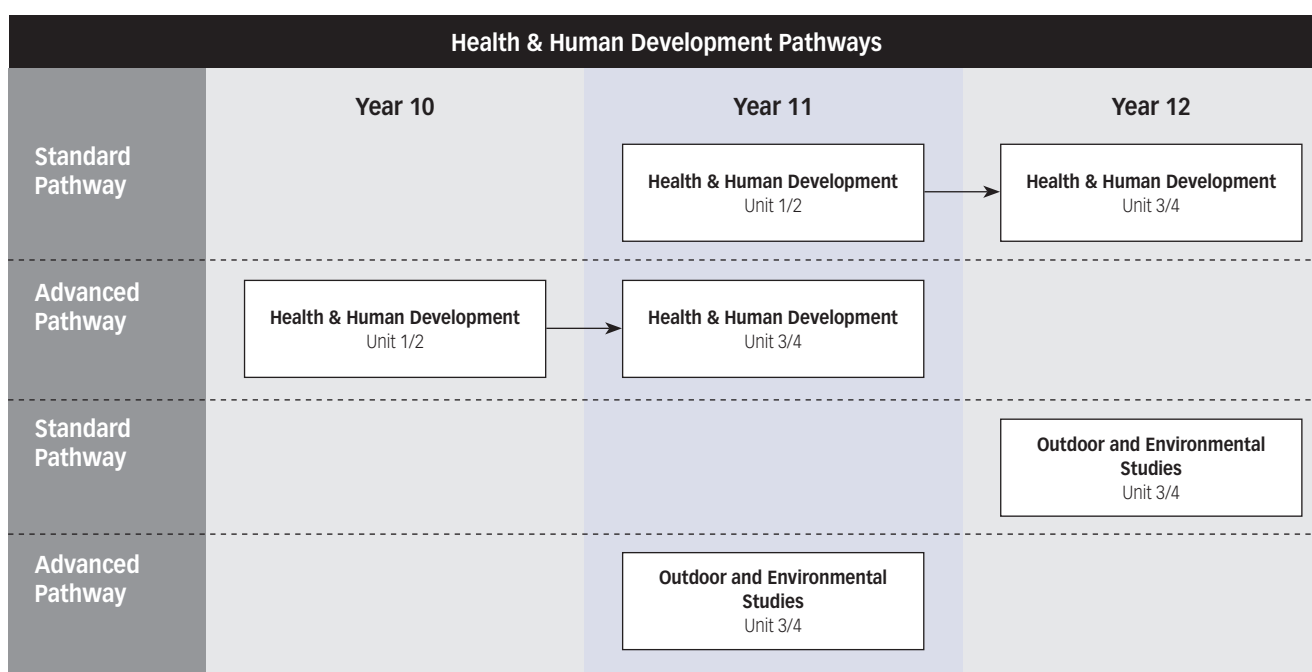 Health & Human Development Pathways
Year 10
Year 11
Year 12
Standard
Pathway
Health & Human Development
Unit 1/2
Health & Human Development
Unit 3/4
Advanced
Pathway
Health & Human Development
Unit 1/2
Health & Human Development
Unit 3/4
Standard
Pathway
Outdoor and Environmental
Studies
Unit 3/4
Advanced
Pathway
Outdoor and Environmental
Studies
Unit 3/4